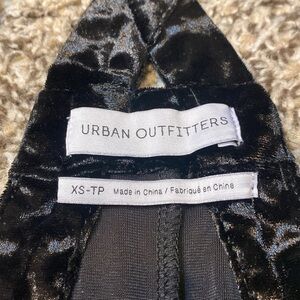 URBAN OUTFITTERS
XS-TP Made in China / Fabriqué en Chine